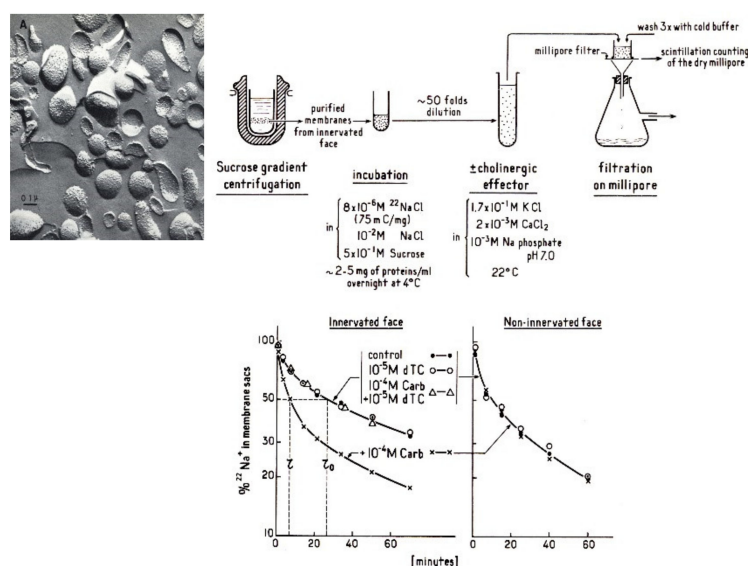 A
0.1 μ
wash 3x with cold buffer
millipore filter
scintillation counting
of the dry millipore
purified
membranes
from innervated
face
~50 folds
dilution
Sucrose gradient
centrifugation
incubation
in
8x10⁻⁶M ²²NaCl
(.75 mC/mg)
10⁻²M NaCl
5x10⁻¹M Sucrose
~2-5 mg of proteins/ml
overnight at 4°C
±cholinergic
effector
in
1,7x10⁻¹M KCl
2x10⁻³M CaCl₂
10⁻³M Na phosphate
pH 7.0
22°C
filtration
on millipore
Innervated face
Non-innervated face
control
10⁻⁵M dTC
10⁻⁴M Carb
+10⁻⁵M dTC
+10⁻⁴M Carb
% ²²Na⁺ in membrane sacs
100
50
30
20
10
τ
τ₀
0 20 40 60
0 20 40 60
[minutes]